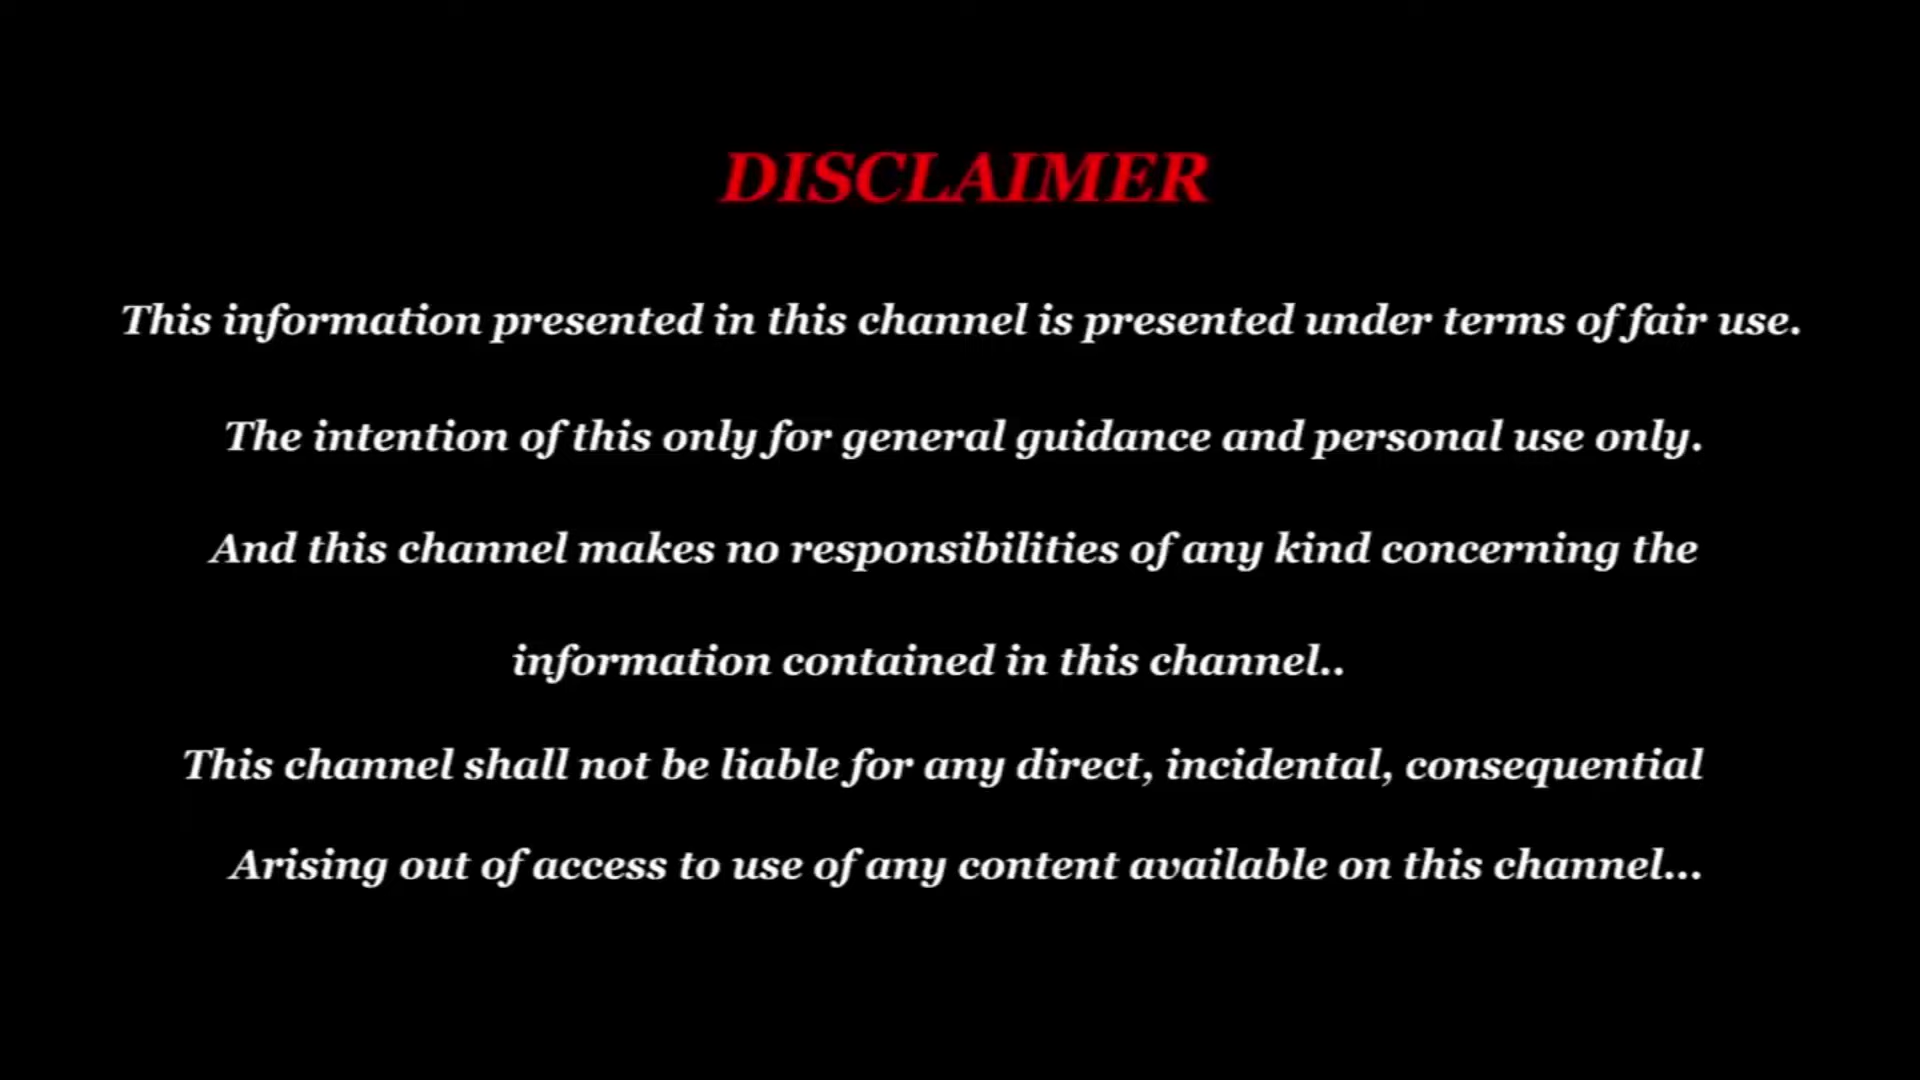 DISCLAIMER
This information presented in this channel is presented under terms of fair use.
The intention of this only for general guidance and personal use only.
And this channel makes no responsibilities of any kind concerning the
information contained in this channel..
This channel shall not be liable for any direct, incidental, consequential
Arising out of access to use of any content available on this channel...